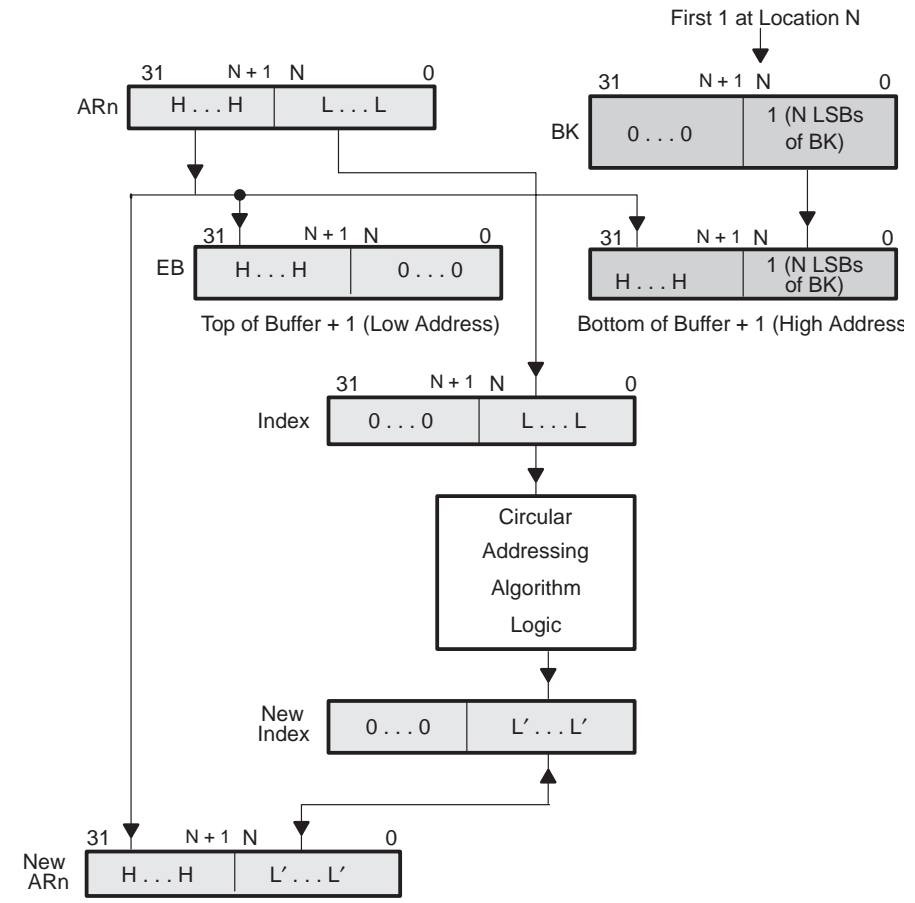 First 1 at Location N
31 N + 1 N 0
ARn H . . . H L . . . L
31 N + 1 N 0
BK 0 . . . 0 1 (N LSBs
of BK)
31 N + 1 N 0
EB H . . . H 0 . . . 0
Top of Buffer + 1 (Low Address)
31 N + 1 N 0
H . . . H 1 (N LSBs
of BK)
Bottom of Buffer + 1 (High Address
31 N + 1 N 0
Index 0 . . . 0 L . . . L
Circular
Addressing
Algorithm
Logic
New
Index 0 . . . 0 L′ . . . L′
31 N + 1 N 0
New
ARn H . . . H L′ . . . L′